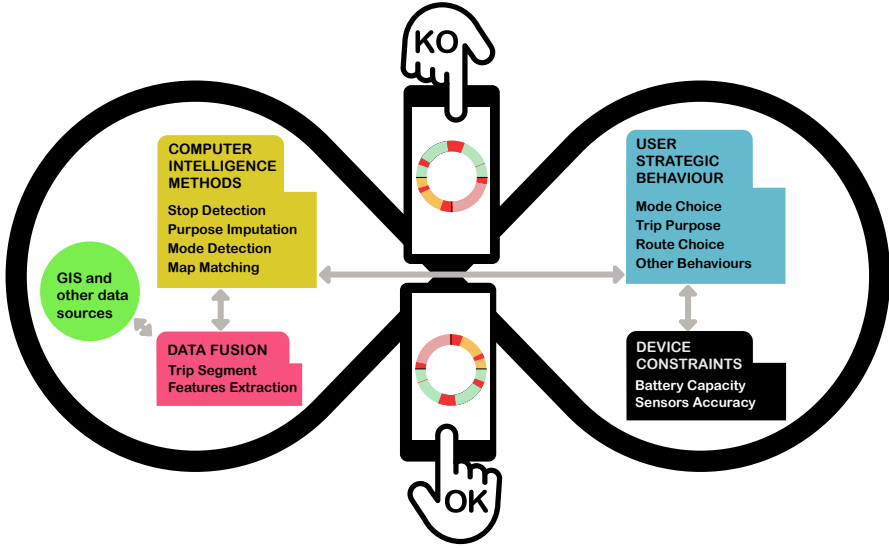 KO
COMPUTER
INTELLIGENCE
METHODS
Stop Detection
Purpose Imputation
Mode Detection
Map Matching
GIS and
other data
sources
DATA FUSION
Trip Segment
Features Extraction
USER
STRATEGIC
BEHAVIOUR
Mode Choice
Trip Purpose
Route Choice
Other Behaviours
DEVICE
CONSTRAINTS
Battery Capacity
Sensors Accuracy
OK